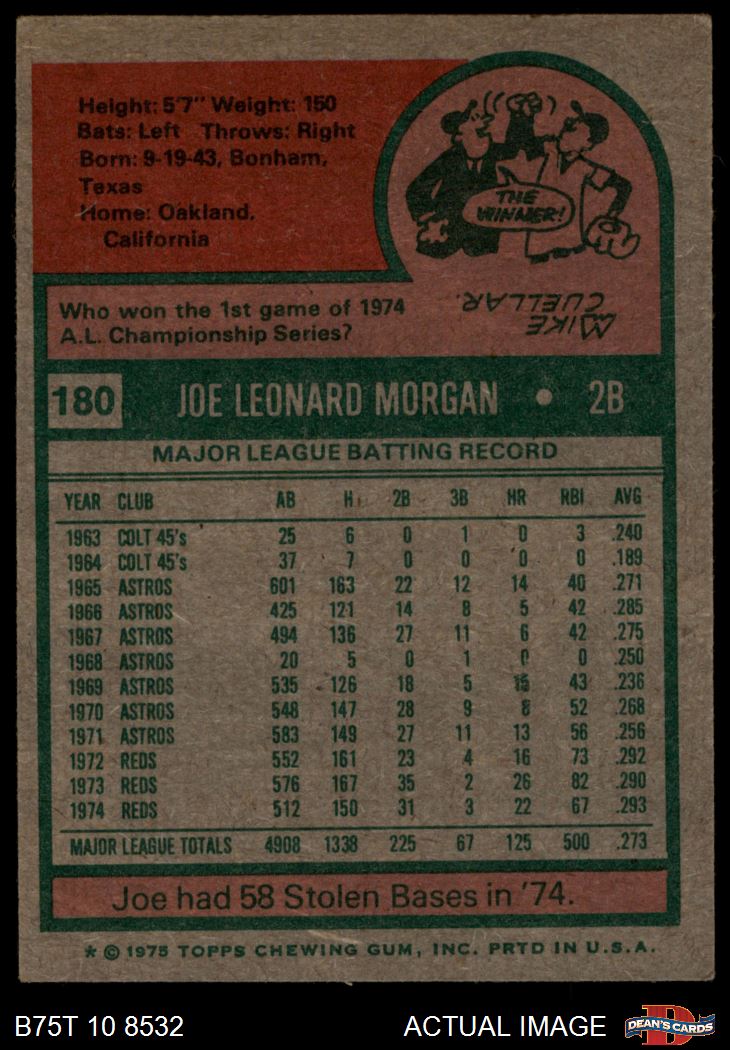 Height: 5'7" Weight: 150
Bats: Left Throws: Right
Born: 9-19-43, Bonham,
Texas
Home: Oakland,
California
THE
WINNER!
Who won the 1st game of 1974
A.L. Championship Series?
MIKE
CUELLAR.
180 JOE LEONARD MORGAN • 2B
MAJOR LEAGUE BATTING RECORD
YEAR CLUB AB H 2B 3B HR RBI AVG
1963 COLT 45's 25 6 0 1 0 3 .240
1964 COLT 45's 37 7 0 0 0 0 .189
1965 ASTROS 601 163 22 12 14 40 .271
1966 ASTROS 425 121 14 8 5 42 .285
1967 ASTROS 494 136 27 11 6 42 .275
1968 ASTROS 20 5 0 1 0 0 .250
1969 ASTROS 535 126 18 5 15 43 .236
1970 ASTROS 548 147 28 9 8 52 .268
1971 ASTROS 583 149 27 11 13 56 .256
1972 REDS 552 161 23 4 16 73 .292
1973 REDS 576 167 35 2 26 82 .290
1974 REDS 512 150 31 3 22 67 .293
MAJOR LEAGUE TOTALS 4908 1338 225 67 125 500 .273
Joe had 58 Stolen Bases in '74.
* © 1975 TOPPS CHEWING GUM, INC. PRTD IN U.S.A.
B75T 10 8532 ACTUAL IMAGE D DEAN'S CARDS